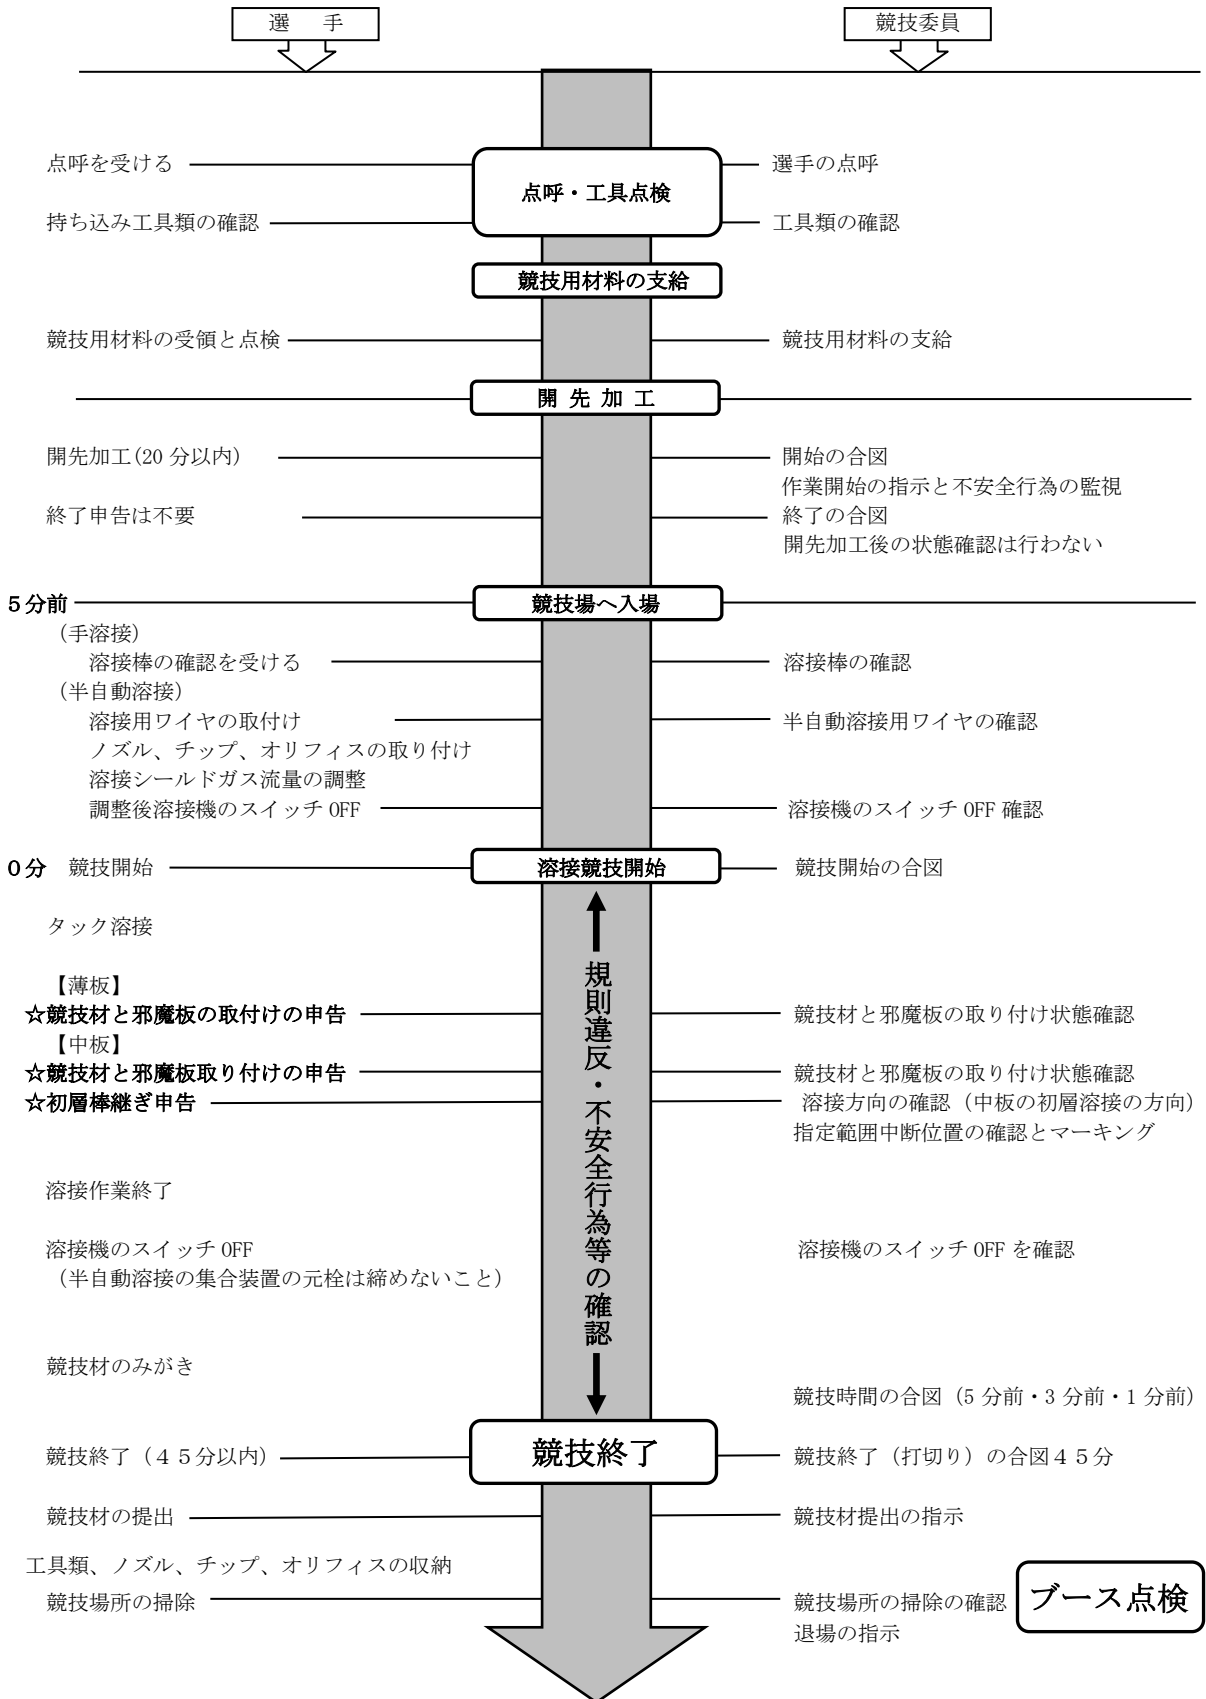 選　手
競技委員
点呼を受ける
点呼・工具点検
選手の点呼
持ち込み工具類の確認
工具類の確認
競技用材料の支給
競技用材料の受領と点検
競技用材料の支給
開 先 加 工
開先加工(20 分以内)
開始の合図
作業開始の指示と不安全行為の監視
終了申告は不要
終了の合図
開先加工後の状態確認は行わない
５分前
競技場へ入場
（手溶接）
溶接棒の確認を受ける
溶接棒の確認
（半自動溶接）
溶接用ワイヤの取付け
半自動溶接用ワイヤの確認
ノズル、チップ、オリフィスの取り付け
溶接シールドガス流量の調整
調整後溶接機のスイッチ OFF
溶接機のスイッチ OFF 確認
０分　競技開始
溶接競技開始
競技開始の合図
タック溶接
規則違反・不安全行為等の確認
【薄板】
☆競技材と邪魔板の取付けの申告
競技材と邪魔板の取り付け状態確認
【中板】
☆競技材と邪魔板取り付けの申告
競技材と邪魔板の取り付け状態確認
☆初層棒継ぎ申告
溶接方向の確認（中板の初層溶接の方向）
指定範囲中断位置の確認とマーキング
溶接作業終了
溶接機のスイッチ OFF
溶接機のスイッチ OFF を確認
（半自動溶接の集合装置の元栓は締めないこと）
競技材のみがき
競技時間の合図（5 分前・3 分前・1 分前）
競技終了（４５分以内）
競技終了
競技終了（打切り）の合図４５分
競技材の提出
競技材提出の指示
工具類、ノズル、チップ、オリフィスの収納
競技場所の掃除
競技場所の掃除の確認
ブース点検
退場の指示